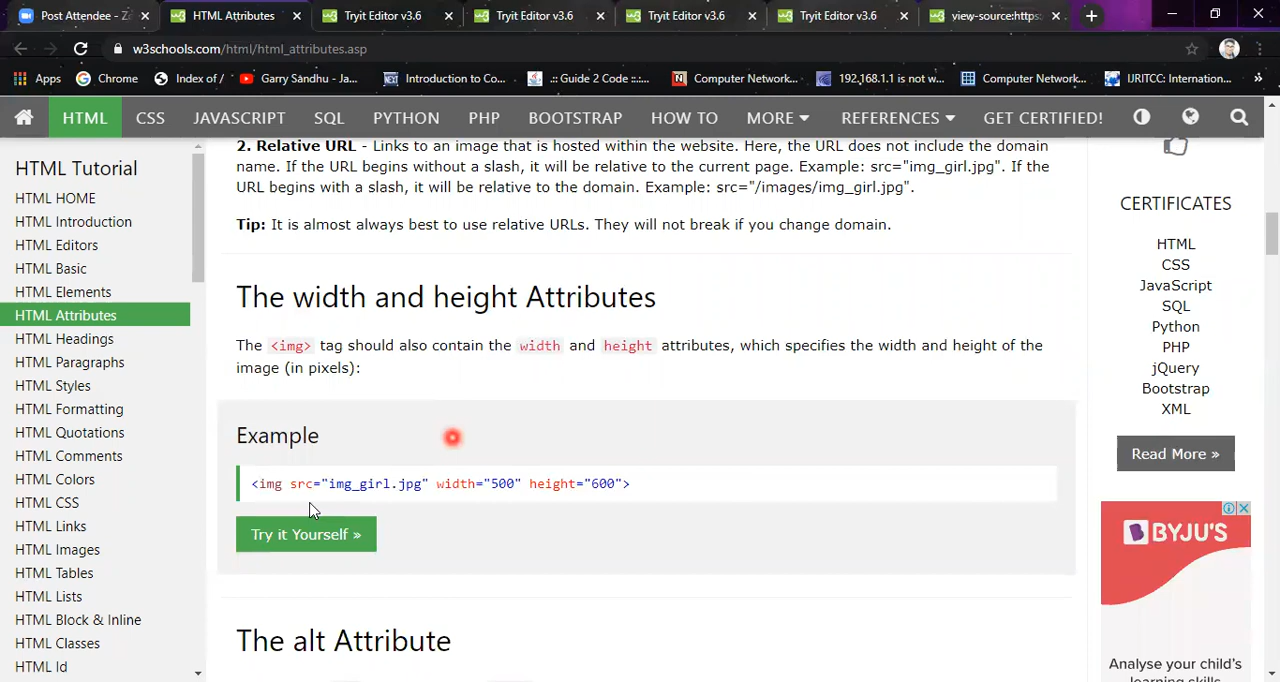 Post Attendee - Z
HTML Attributes
Tryit Editor v3.6
Tryit Editor v3.6
Tryit Editor v3.6
Tryit Editor v3.6
view-source:https:
w3schools.com/html/html_attributes.asp
Apps
Chrome
Index of /
Garry Sandhu - Ja...
Introduction to Co...
.:: Guide 2 Code ::....
Computer Network...
192.168.1.1 is not w...
Computer Network...
IJRITCC: Internation...
HTML
CSS
JAVASCRIPT
SQL
PYTHON
PHP
BOOTSTRAP
HOW TO
MORE
REFERENCES
GET CERTIFIED!
HTML Tutorial
HTML HOME
HTML Introduction
HTML Editors
HTML Basic
HTML Elements
HTML Attributes
HTML Headings
HTML Paragraphs
HTML Styles
HTML Formatting
HTML Quotations
HTML Comments
HTML Colors
HTML CSS
HTML Links
HTML Images
HTML Tables
HTML Lists
HTML Block & Inline
HTML Classes
HTML Id
2. Relative URL - Links to an image that is hosted within the website. Here, the URL does not include the domain
name. If the URL begins without a slash, it will be relative to the current page. Example: src="img_girl.jpg". If the
URL begins with a slash, it will be relative to the domain. Example: src="/images/img_girl.jpg".
Tip: It is almost always best to use relative URLs. They will not break if you change domain.
The width and height Attributes
The <img> tag should also contain the width and height attributes, which specifies the width and height of the
image (in pixels):
Example
<img src="img_girl.jpg" width="500" height="600">
Try it Yourself »
The alt Attribute
CERTIFICATES
HTML
CSS
JavaScript
SQL
Python
PHP
jQuery
Bootstrap
XML
Read More »
BYJU'S
Analyse your child's
learning skills